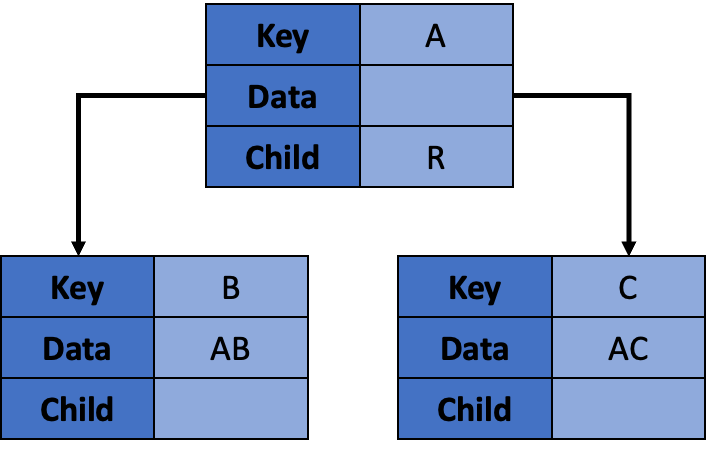 Key A
Data
Child R
Key B
Data AB
Child
Key C
Data AC
Child